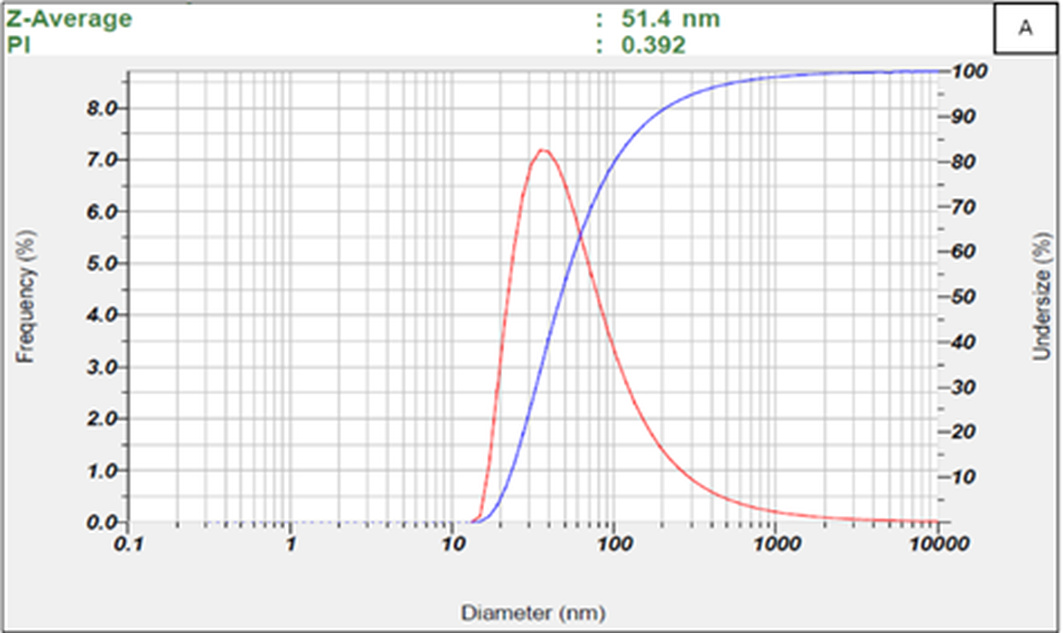 Z-Average : 51.4 nm
PI : 0.392
A
8.0
7.0
6.0
5.0
4.0
3.0
2.0
1.0
0.0
Frequency (%)
100
90
80
70
60
50
40
30
20
10
Undersize (%)
0.1 1 10 100 1000 10000
Diameter (nm)